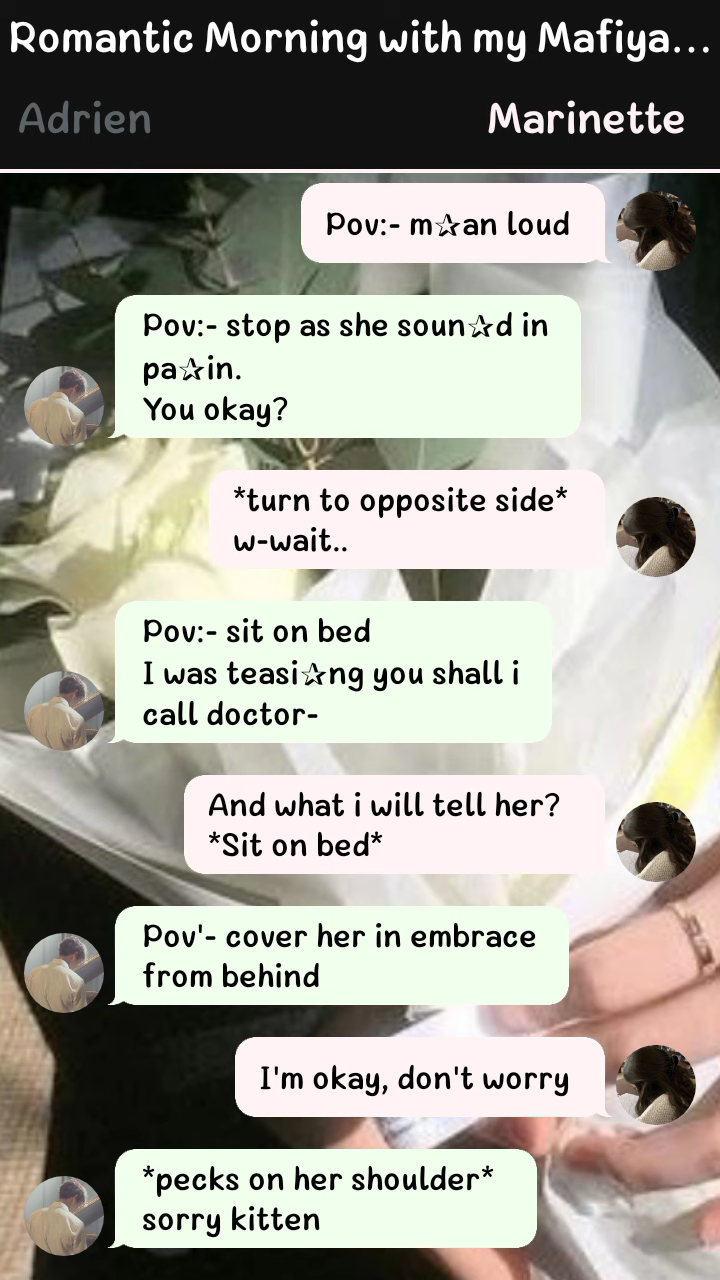 Romantic Morning with my Mafiya...
Adrien
Marinette
Pov:- m☆an loud
Pov:- stop as she soun☆d in
pa☆in.
You okay?
*turn to opposite side*
w-wait..
Pov:- sit on bed
I was teasi☆ng you shall i
call doctor-
And what i will tell her?
*Sit on bed*
Pov'- cover her in embrace
from behind
I'm okay, don't worry
*pecks on her shoulder*
sorry kitten